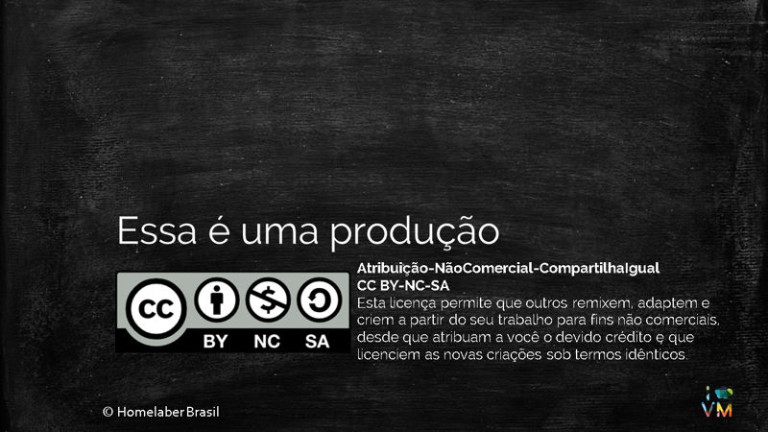 Essa é uma produção
Atribuição-NãoComercial-CompartilhaIgual
CC BY-NC-SA
Esta licença permite que outros remixem, adaptem e
criem a partir do seu trabalho para fins não comerciais,
desde que atribuam a você o devido crédito e que
licenciem as novas criações sob termos idênticos.
cc
BY NC SA
© HomelaberBrasil
VM